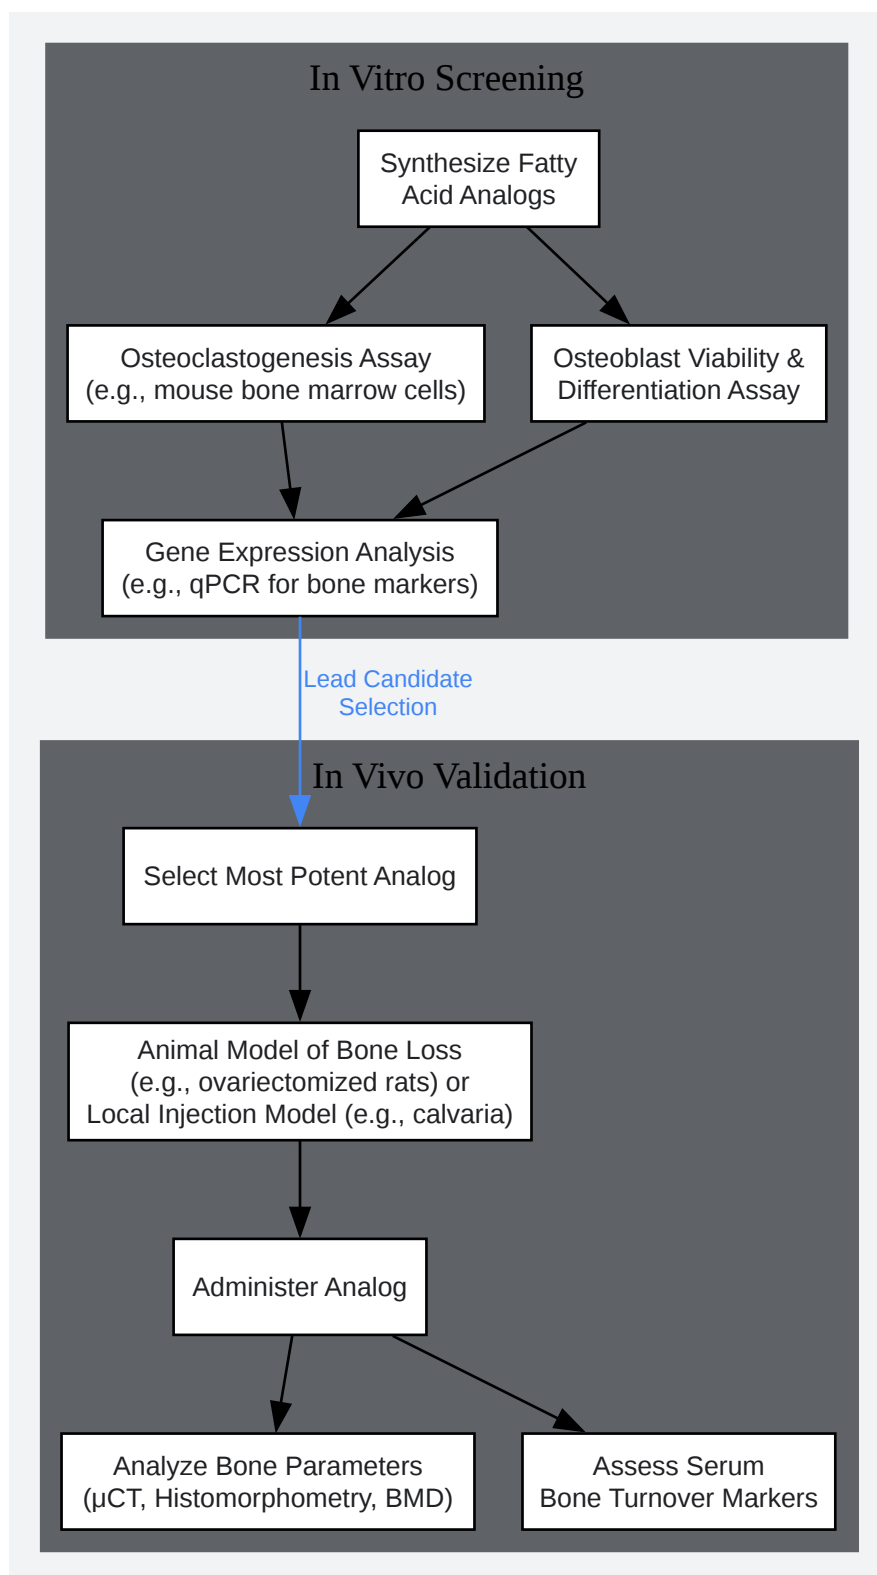 In Vitro Screening
Synthesize Fatty
Acid Analogs
Osteoclastogenesis Assay
(e.g., mouse bone marrow cells)
Osteoblast Viability &
Differentiation Assay
Gene Expression Analysis
(e.g., qPCR for bone markers)
Lead Candidate
Selection
In Vivo Validation
Select Most Potent Analog
Animal Model of Bone Loss
(e.g., ovariectomized rats) or
Local Injection Model (e.g., calvaria)
Administer Analog
Analyze Bone Parameters
(μCT, Histomorphometry, BMD)
Assess Serum
Bone Turnover Markers